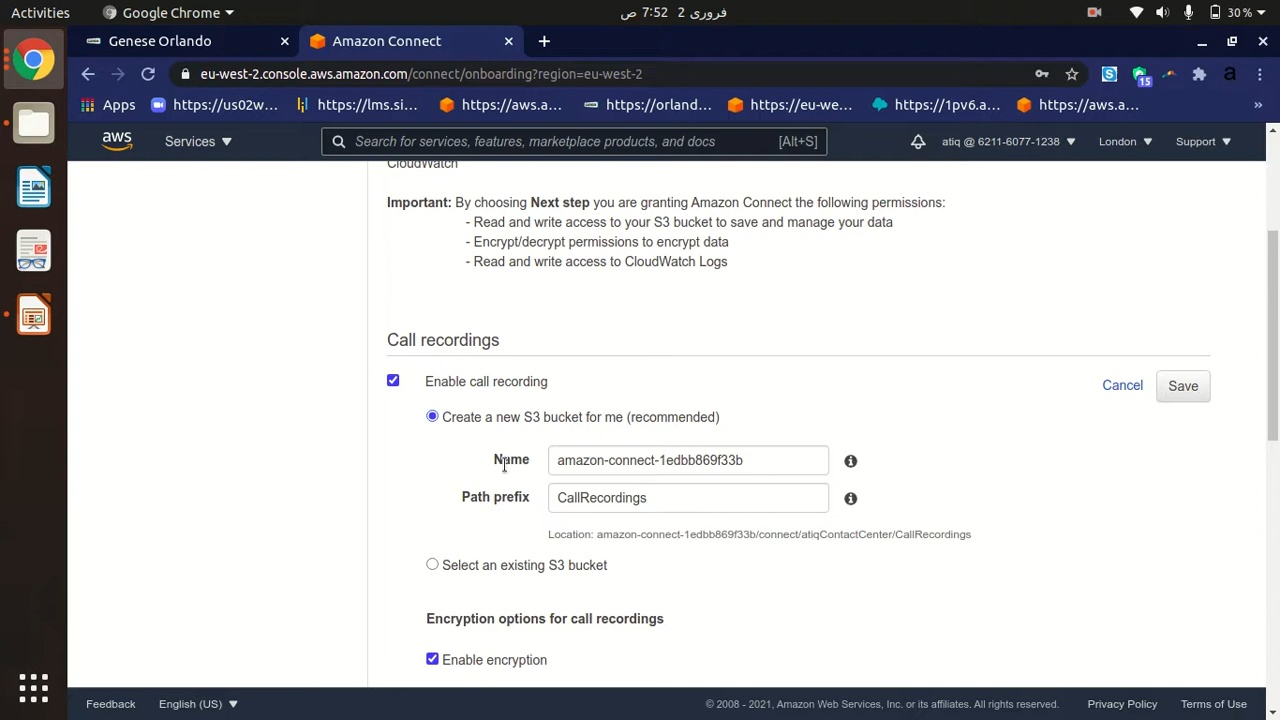 Activities
Google Chrome
7:52 ص
2 فروری
30 %
Genese Orlando
Amazon Connect
eu-west-2.console.aws.amazon.com/connect/onboarding?region=eu-west-2
15
a
Apps
https://us02w...
https://lms.si...
https://aws.a...
https://orland...
https://eu-we...
https://1pv6.a...
https://aws.a...
»
aws
Services
Search for services, features, marketplace products, and docs
[Alt+S]
atiq @ 6211-6077-1238
London
Support
CloudWatch
Important: By choosing Next step you are granting Amazon Connect the following permissions:
- Read and write access to your S3 bucket to save and manage your data
- Encrypt/decrypt permissions to encrypt data
- Read and write access to CloudWatch Logs
Call recordings
Enable call recording
Cancel
Save
Create a new S3 bucket for me (recommended)
Name
amazon-connect-1edbb869f33b
Path prefix
CallRecordings
Location: amazon-connect-1edbb869f33b/connect/atiqContactCenter/CallRecordings
Select an existing S3 bucket
Encryption options for call recordings
Enable encryption
Feedback
English (US)
© 2008 - 2021, Amazon Web Services, Inc. or its affiliates. All rights reserved.
Privacy Policy
Terms of Use